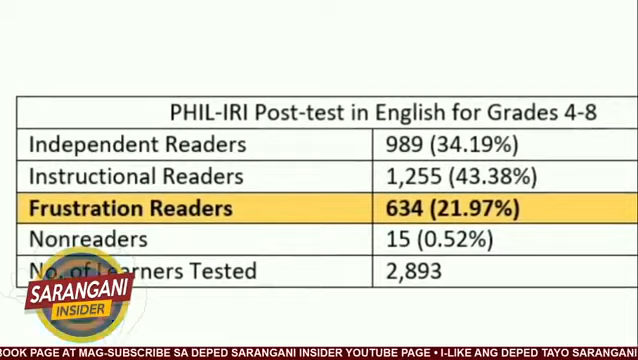 PHIL-IRI Post-test in English for Grades 4-8
Independent Readers 989 (34.19%)
Instructional Readers 1,255 (43.38%)
Frustration Readers 634 (21.97%)
Nonreaders 15 (0.52%)
No. of Learners Tested 2,893
SARANGANI
INSIDER
BOOK PAGE AT MAG-SUBSCRIBE SA DEPED SARANGANI INSIDER YOUTUBE PAGE • I-LIKE ANG DEPED TAYO SARANGANI